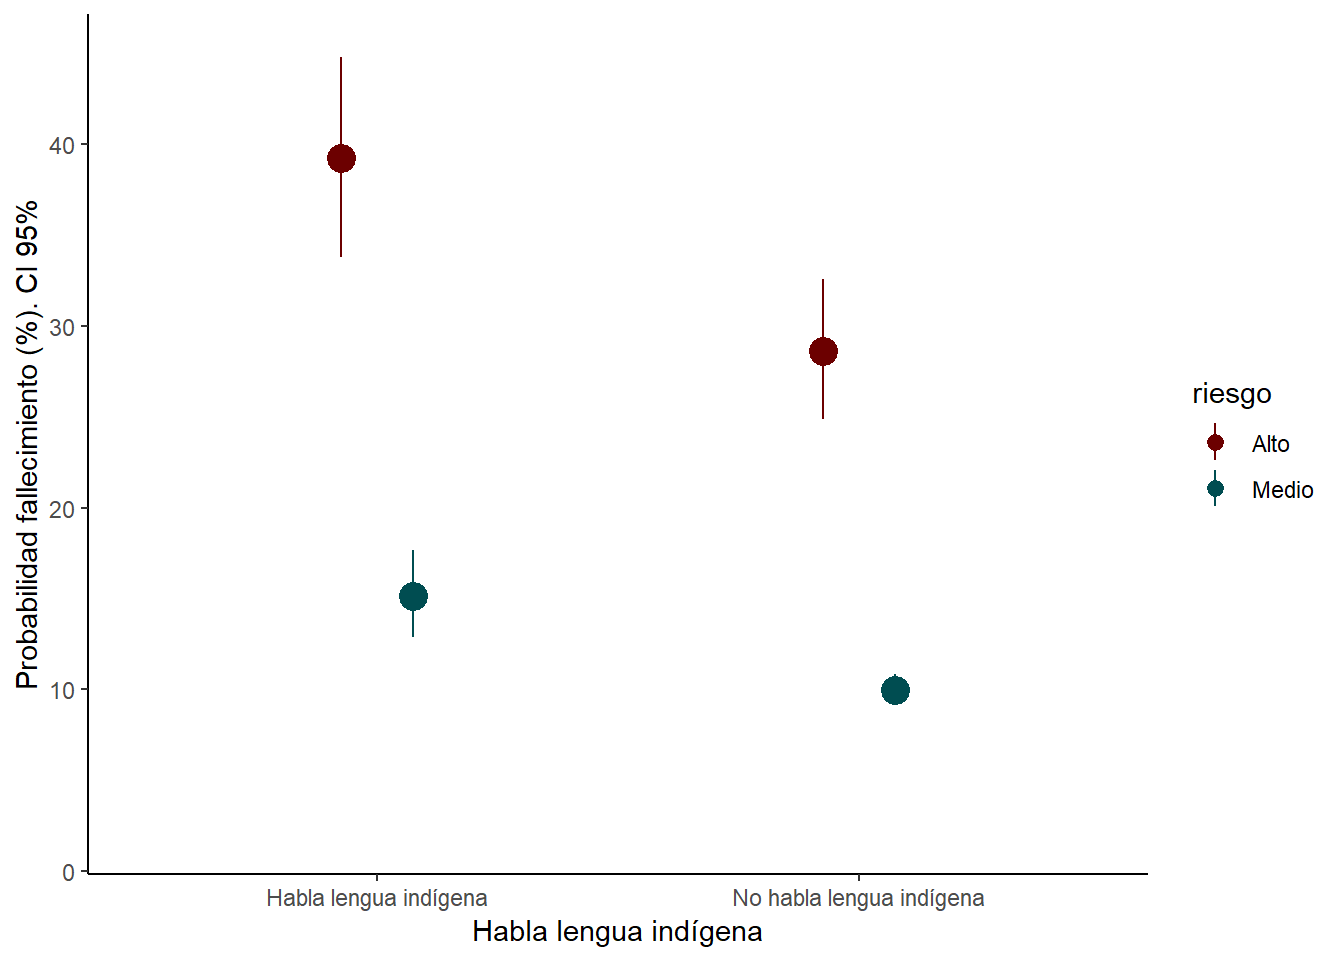 Probabilidad fallecimiento (%). CI 95%
40
30
20
10
0
Habla lengua indígena
No habla lengua indígena
Habla lengua indígena
riesgo
Alto
Medio